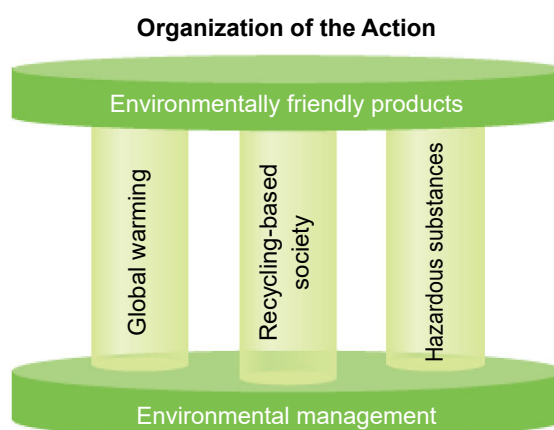 Organization of the Action
Environmentally friendly products
Global warming
Recycling-based
society
Hazardous substances
Environmental management